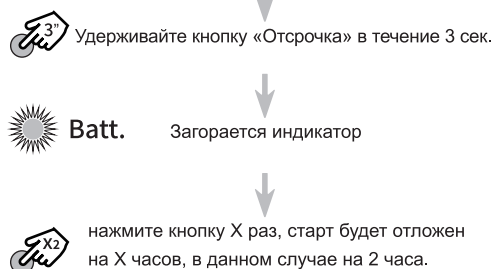 3" Удерживайте кнопку «Отсрочка» в течение 3 сек.
Batt. Загорается индикатор
нажмите кнопку X раз, старт будет отложен
X2 на X часов, в данном случае на 2 часа.